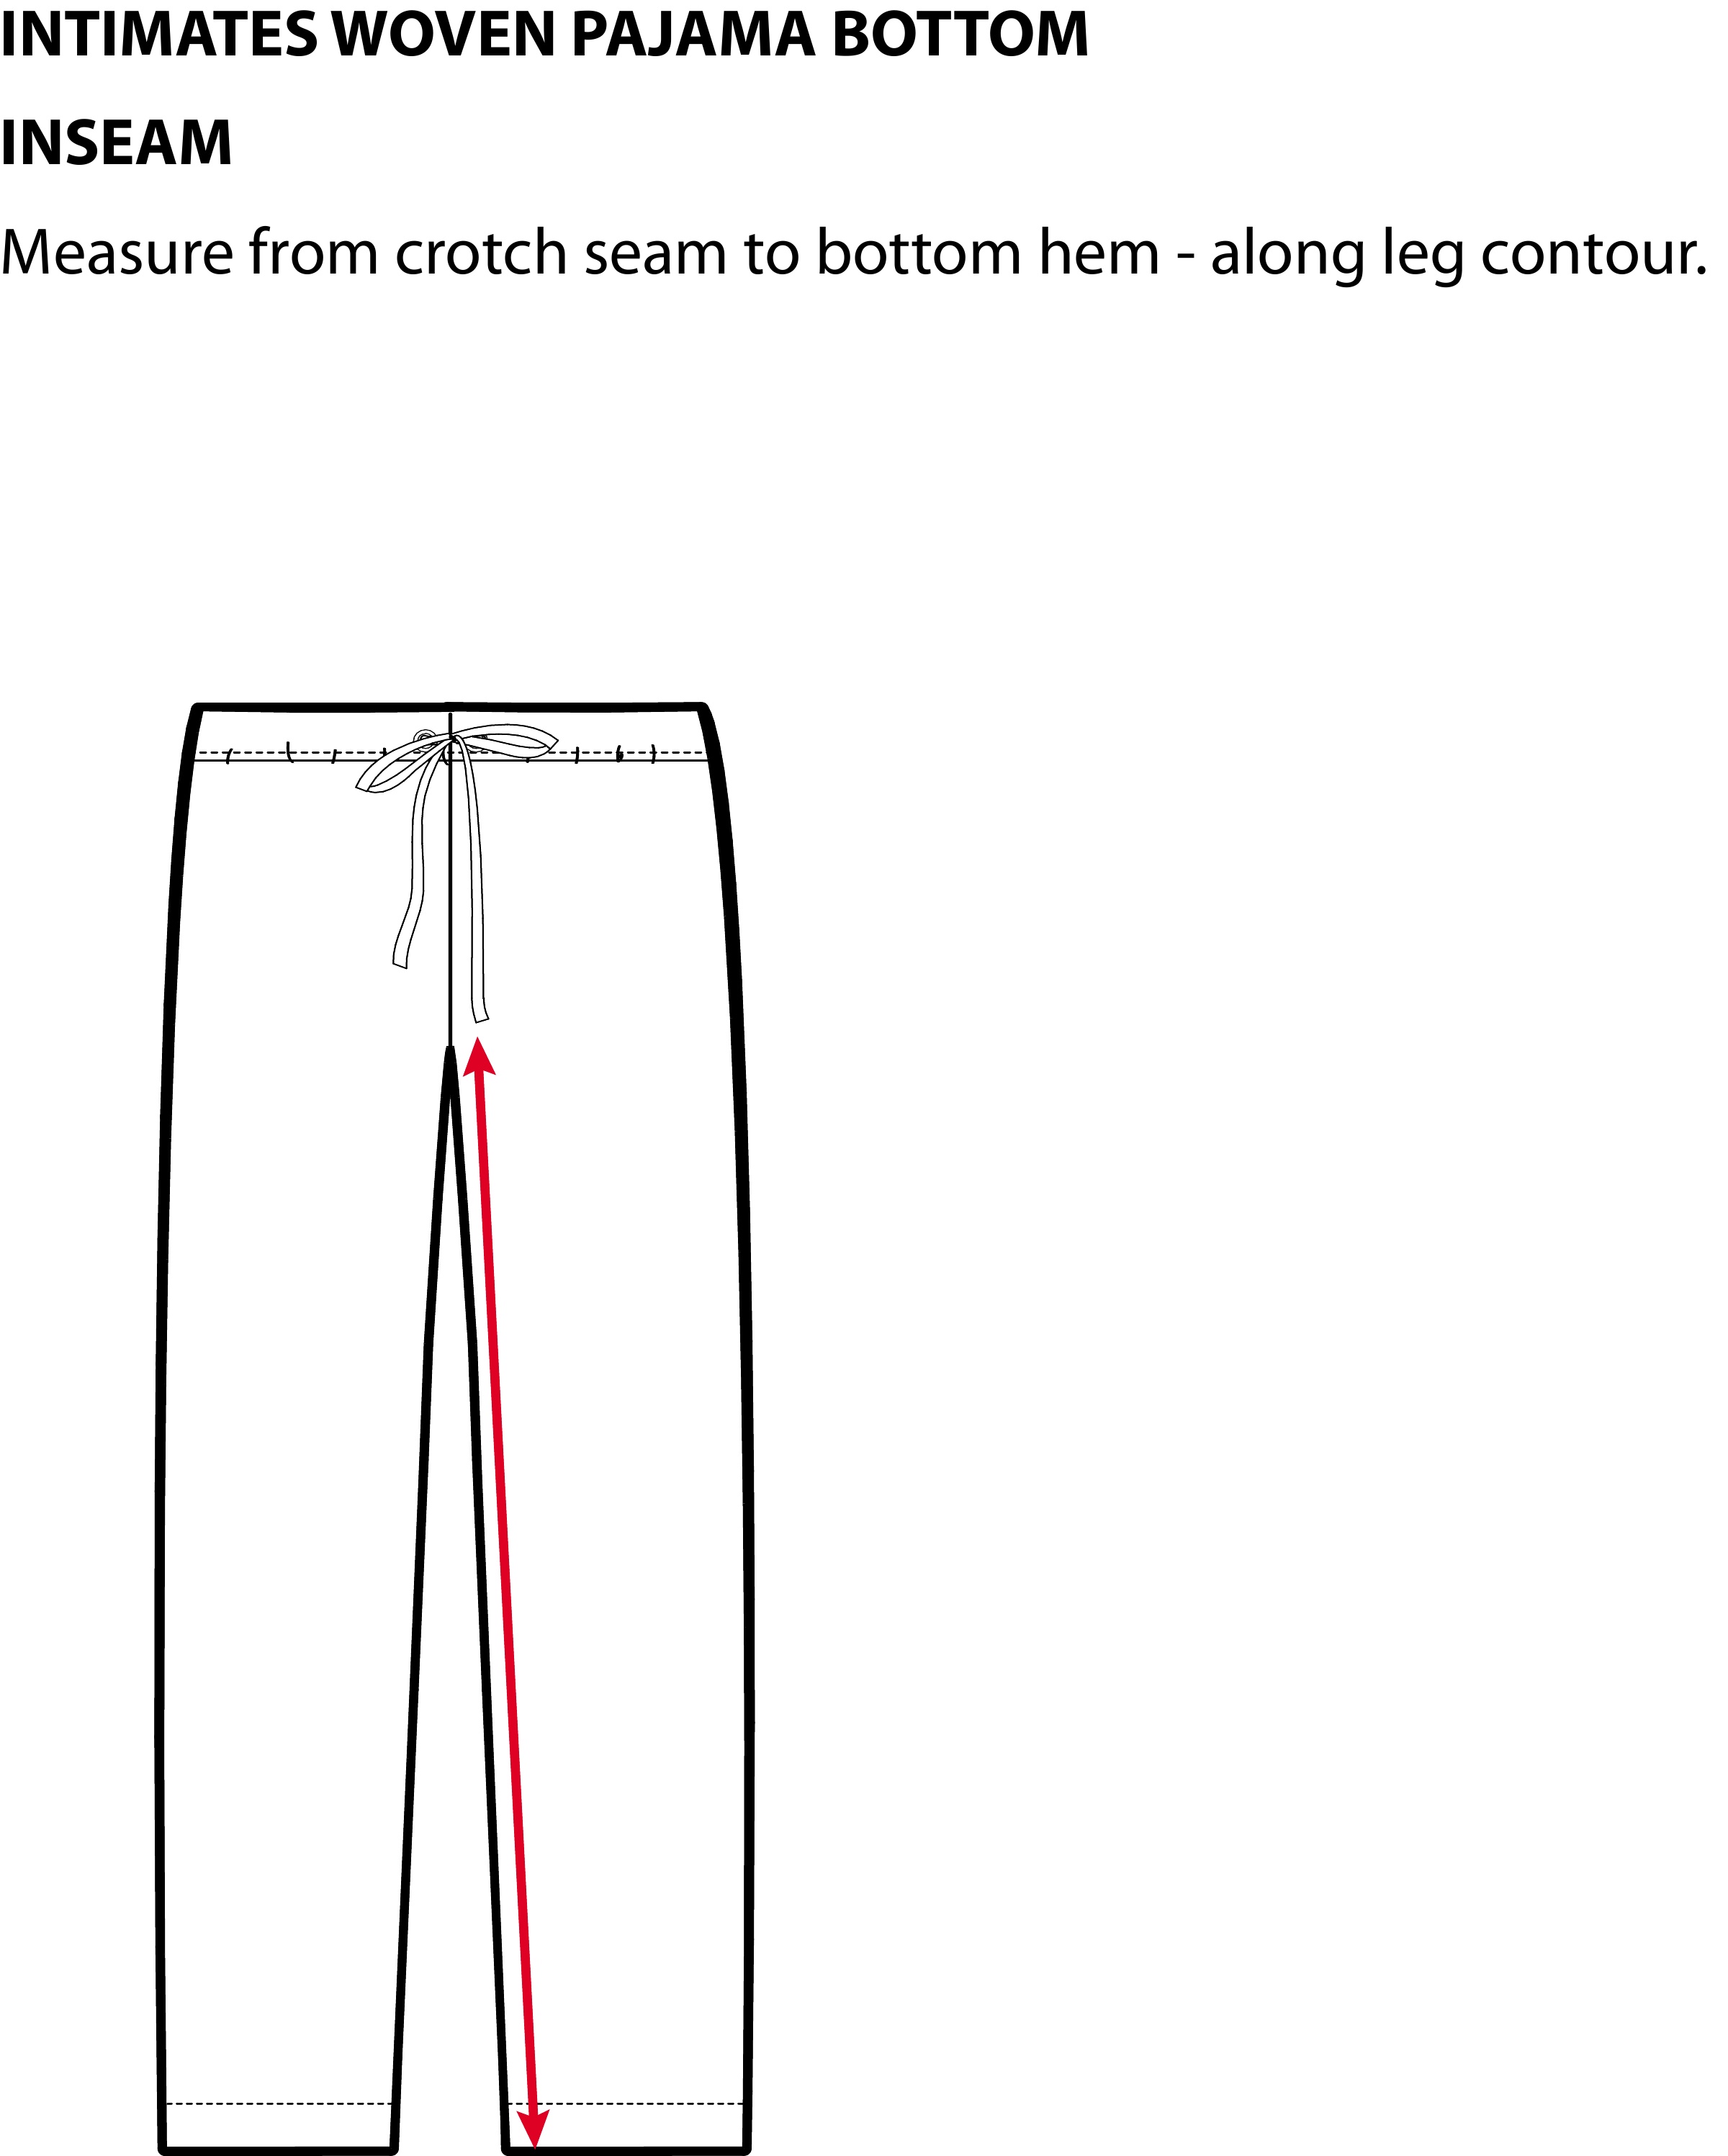 INTIMATES WOVEN PAJAMA BOTTOM
INSEAM
Measure from crotch seam to bottom hem - along leg contour.